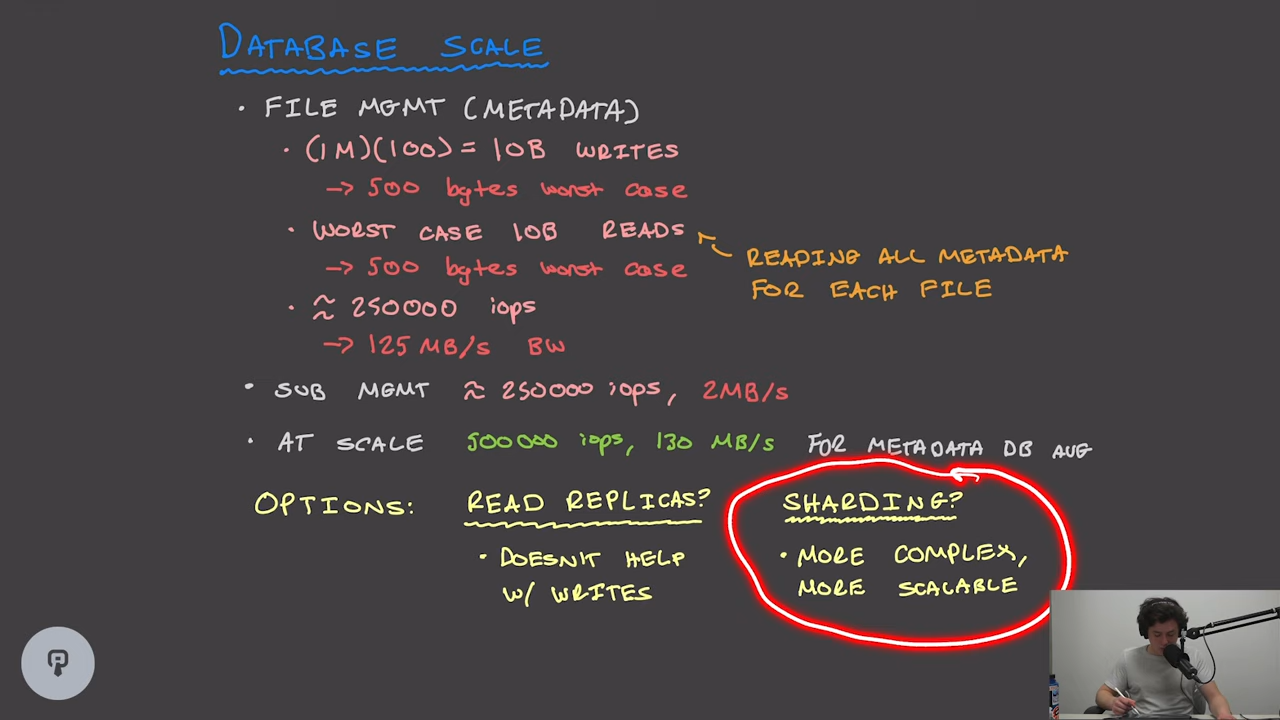 DATABASE SCALE
• FILE MGMT (METADATA)
• (1M)(100) = 10B WRITES
→ 500 bytes worst case
• WORST CASE 10B READS
→ 500 bytes worst case
READING ALL METADATA
FOR EACH FILE
• ≈ 250000 iops
→ 125 MB/s BW
• SUB MGMT ≈ 250000 iops, 2MB/s
• AT SCALE 500000 iops, 130 MB/s FOR METADATA DB AUG
OPTIONS: READ REPLICAS? SHARDING?
• DOESN'T HELP
W/ WRITES
• MORE COMPLEX,
MORE SCALABLE